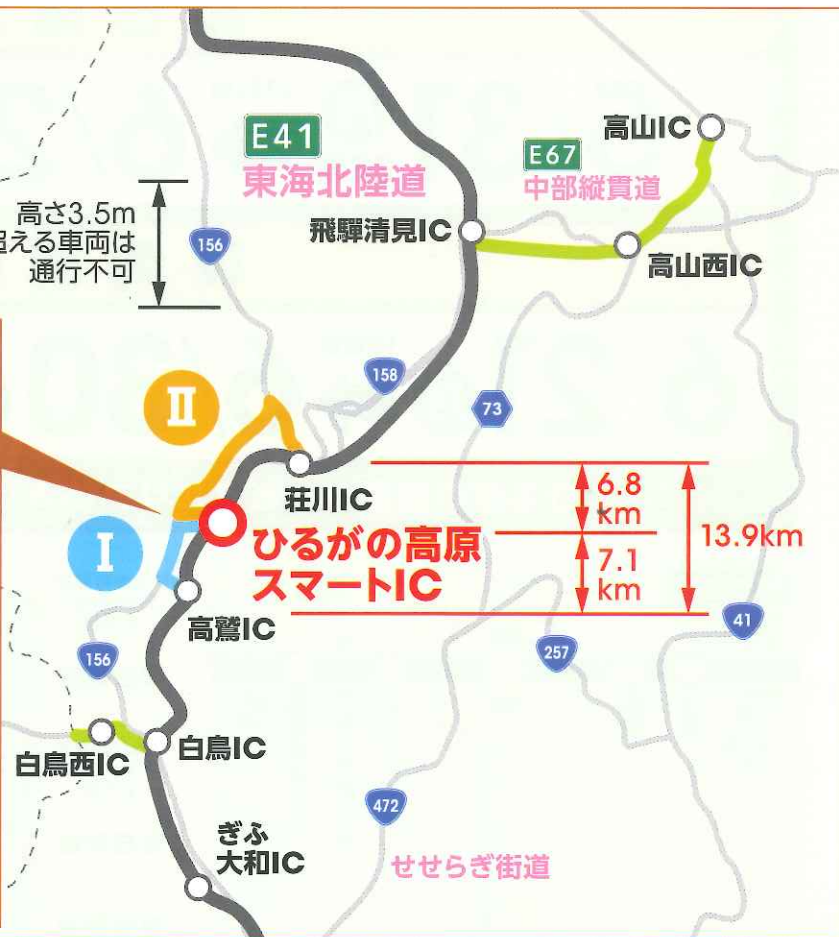 E41
東海北陸道
高山IC
E67
中部縦貫道
高さ3.5m
超える車両は
通行不可
156
飛驒清見IC
高山西IC
158
73
II
荘川IC
6.8
km
13.9km
I
ひるがの高原
スマートIC
7.1
km
高鷲IC
41
156
257
白鳥西IC
白鳥IC
472
ぎふ
大和IC
せせらぎ街道